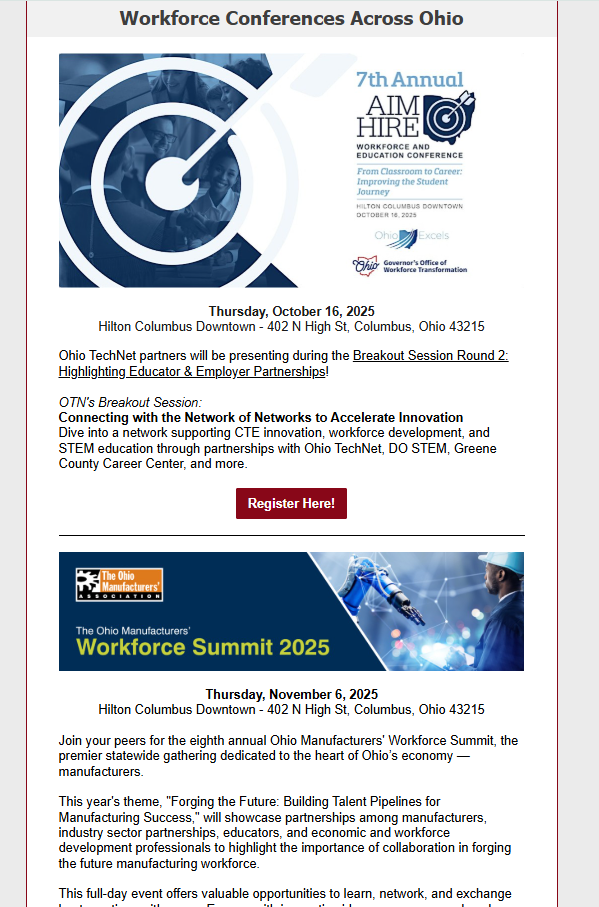 Workforce Conferences Across Ohio
7th Annual
AIM
HIRE
WORKFORCE AND
EDUCATION CONFERENCE
From Classroom to Career:
Improving the Student
Journey
HILTON COLUMBUS DOWNTOWN
OCTOBER 16, 2025
Ohio Excels
Ohio Governor's Office of
Workforce Transformation
Thursday, October 16, 2025
Hilton Columbus Downtown - 402 N High St, Columbus, Ohio 43215
Ohio TechNet partners will be presenting during the Breakout Session Round 2:
Highlighting Educator & Employer Partnerships!
OTN's Breakout Session:
Connecting with the Network of Networks to Accelerate Innovation
Dive into a network supporting CTE innovation, workforce development, and
STEM education through partnerships with Ohio TechNet, DO STEM, Greene
County Career Center, and more.
Register Here!
The Ohio
Manufacturers'
ASSOCIATION
The Ohio Manufacturers'
Workforce Summit 2025
Thursday, November 6, 2025
Hilton Columbus Downtown - 402 N High St, Columbus, Ohio 43215
Join your peers for the eighth annual Ohio Manufacturers' Workforce Summit, the
premier statewide gathering dedicated to the heart of Ohio's economy —
manufacturers.
This year's theme, "Forging the Future: Building Talent Pipelines for
Manufacturing Success," will showcase partnerships among manufacturers,
industry sector partnerships, educators, and economic and workforce
development professionals to highlight the importance of collaboration in forging
the future manufacturing workforce.
This full-day event offers valuable opportunities to learn, network, and exchange